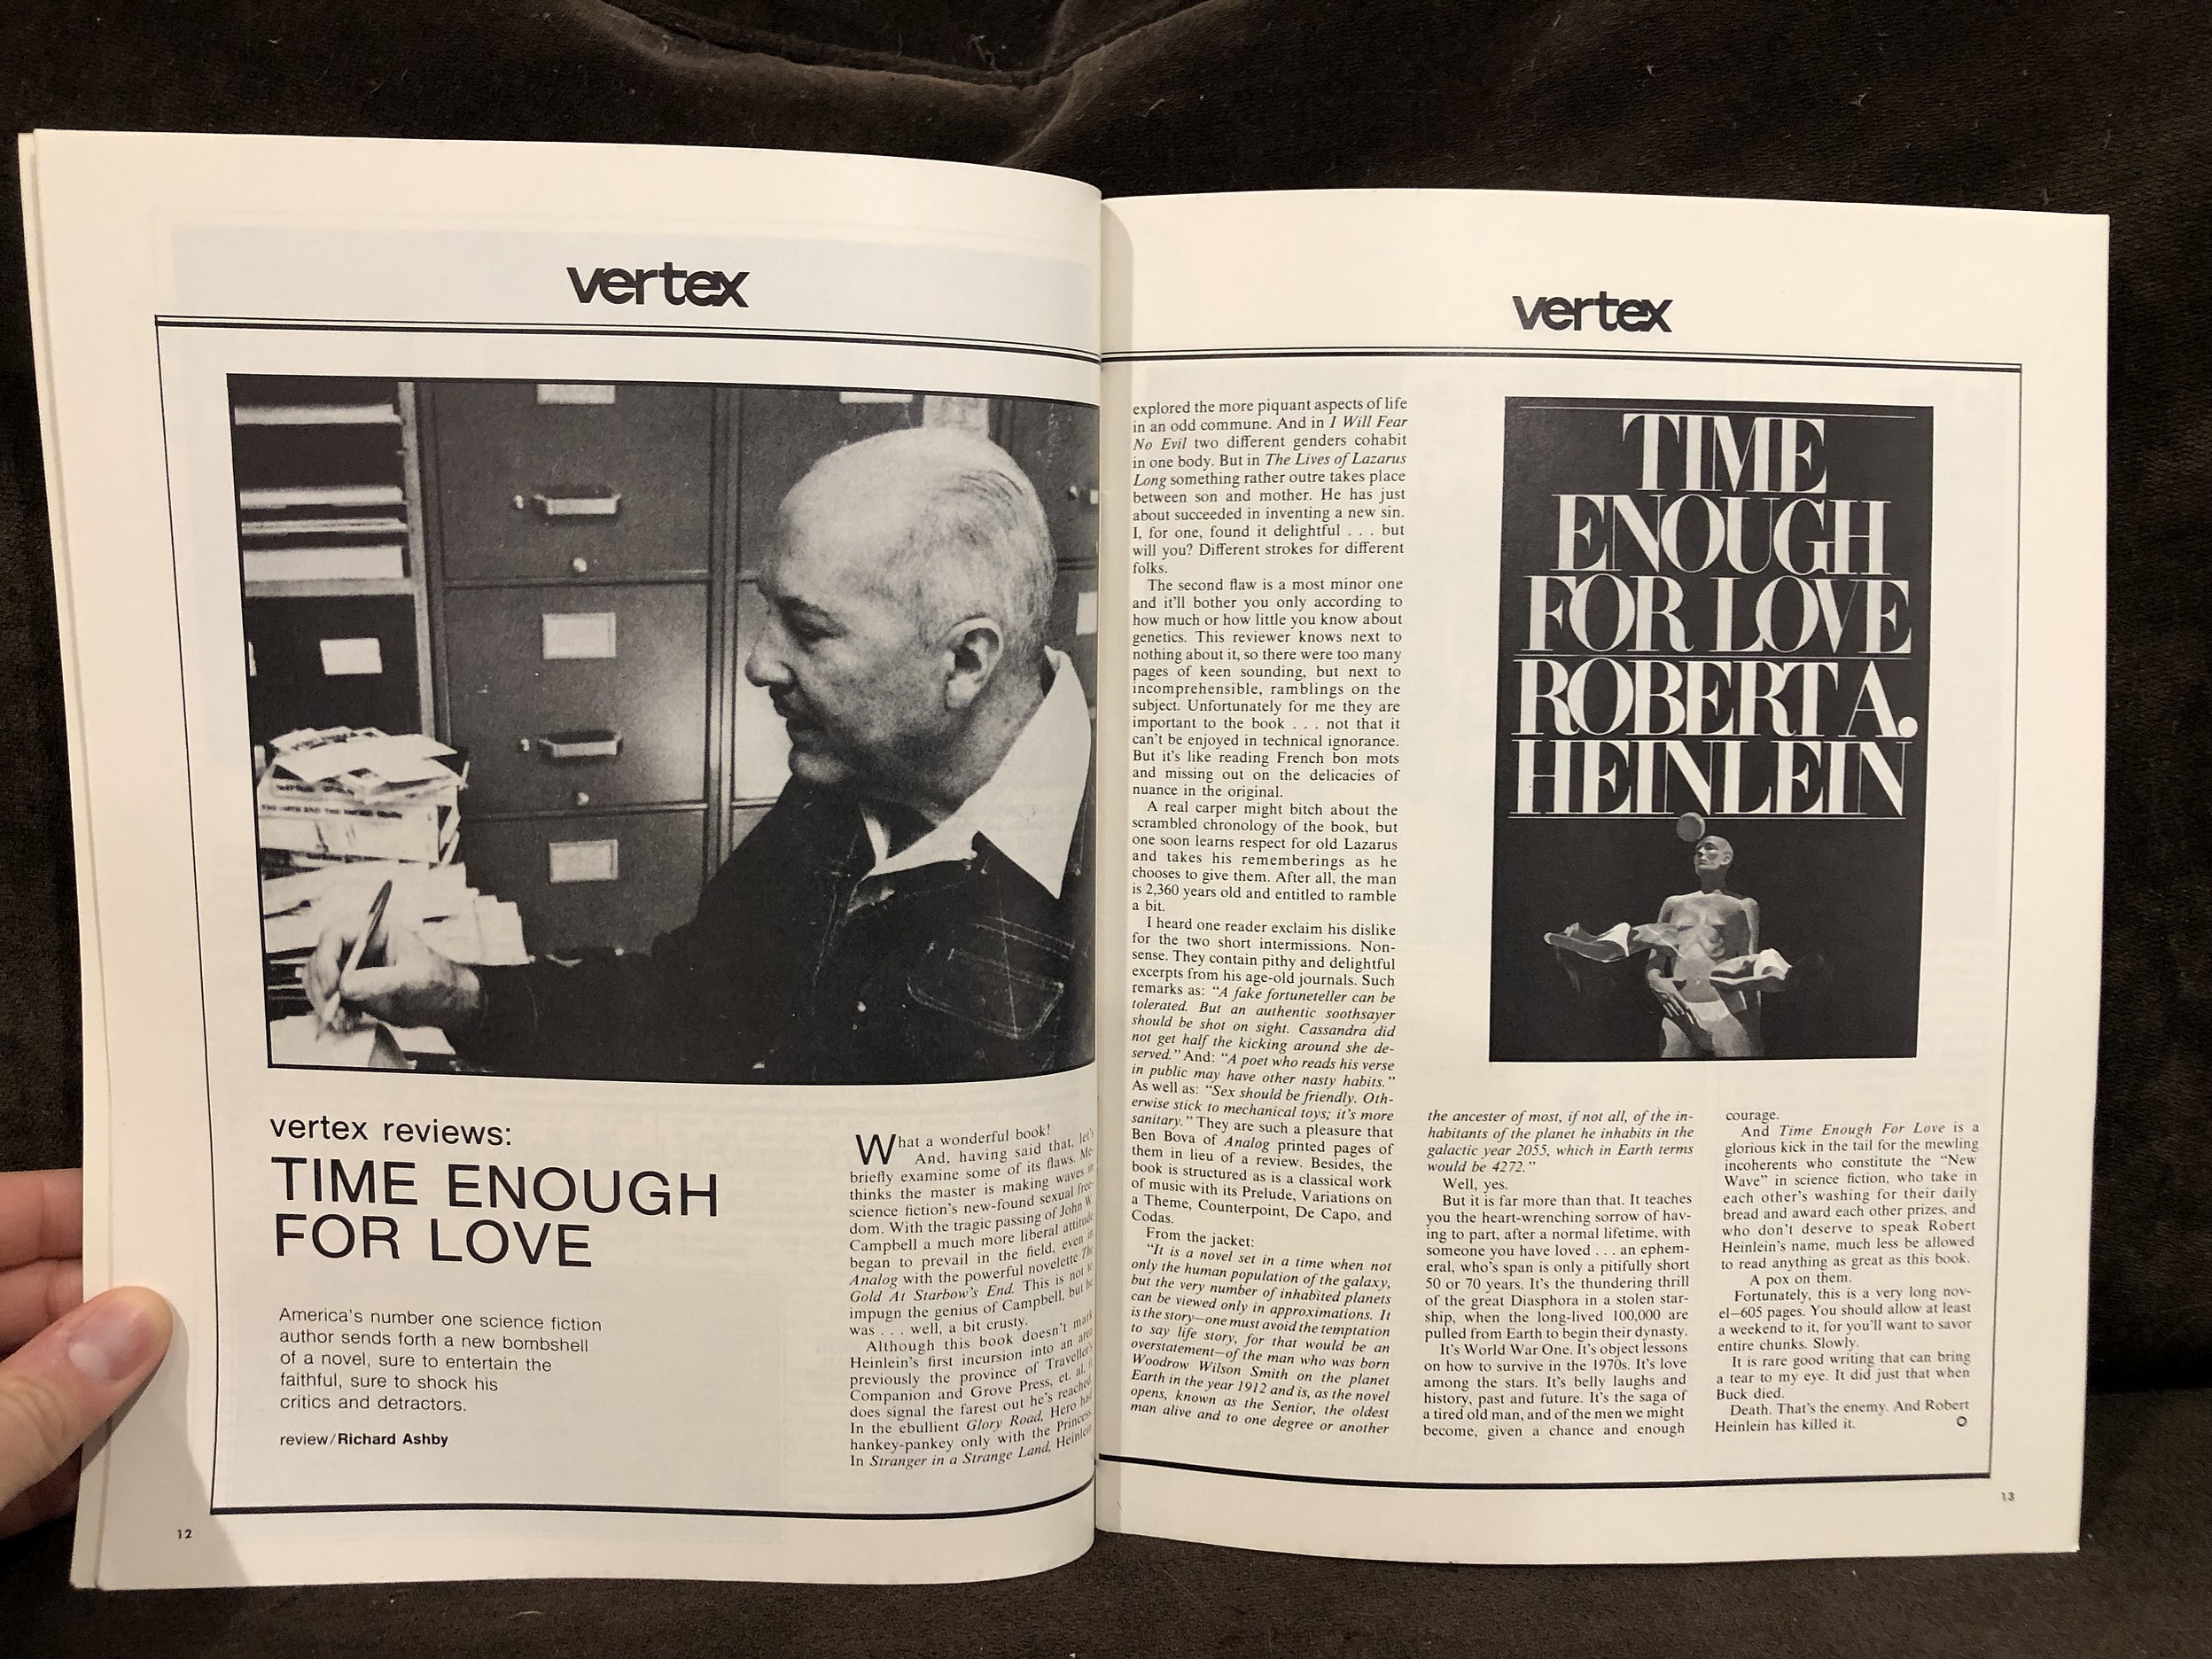 vertex
vertex reviews:
TIME ENOUGH
FOR LOVE
America's number one science fiction
author sends forth a new bombshell
of a novel, sure to entertain the
faithful, sure to shock his
critics and detractors.
review/Richard Ashby
What a wonderful book!
And, having said that, let's
briefly examine some of its flaws. Me-
thinks the master is making waves in
science fiction's new-found sexual free-
dom. With the tragic passing of John W.
Campbell a much more liberal attitude
began to prevail in the field, even in
Analog with the powerful novelette The
Gold At Starbow's End. This is not to
impugn the genius of Campbell, but he
was . . . well, a bit crusty.
Although this book doesn't mark
Heinlein's first incursion into an area
previously the province of Traveller's
Companion and Grove Press, et. al, it
does signal the farest out he's reached.
In the ebullient Glory Road, Hero had
hankey-pankey only with the Princess.
In Stranger in a Strange Land, Heinlein
12
vertex
explored the more piquant aspects of life
in an odd commune. And in I Will Fear
No Evil two different genders cohabit
in one body. But in The Lives of Lazarus
Long something rather outre takes place
between son and mother. He has just
about succeeded in inventing a new sin.
I, for one, found it delightful . . . but
will you? Different strokes for different
folks.
The second flaw is a most minor one
and it'll bother you only according to
how much or how little you know about
genetics. This reviewer knows next to
nothing about it, so there were too many
pages of keen sounding, but next to
incomprehensible, ramblings on the
subject. Unfortunately for me they are
important to the book . . . not that it
can't be enjoyed in technical ignorance.
But it's like reading French bon mots
and missing out on the delicacies of
nuance in the original.
A real carper might bitch about the
scrambled chronology of the book, but
one soon learns respect for old Lazarus
and takes his rememberings as he
chooses to give them. After all, the man
is 2,360 years old and entitled to ramble
a bit.
I heard one reader exclaim his dislike
for the two short intermissions. Non-
sense. They contain pithy and delightful
excerpts from his age-old journals. Such
remarks as: "A fake fortuneteller can be
tolerated. But an authentic soothsayer
should be shot on sight. Cassandra did
not get half the kicking around she de-
served." And: "A poet who reads his verse
in public may have other nasty habits."
As well as: "Sex should be friendly. Oth-
erwise stick to mechanical toys; it's more
sanitary." They are such a pleasure that
Ben Bova of Analog printed pages of
them in lieu of a review. Besides, the
book is structured as is a classical work
of music with its Prelude, Variations on
a Theme, Counterpoint, De Capo, and
Codas.
From the jacket:
"It is a novel set in a time when not
only the human population of the galaxy,
but the very number of inhabited planets
can be viewed only in approximations. It
is the story—one must avoid the temptation
to say life story, for that would be an
overstatement—of the man who was born
Woodrow Wilson Smith on the planet
Earth in the year 1912 and is, as the novel
opens, known as the Senior, the oldest
man alive and to one degree or another
TIME
ENOUGH
FOR LOVE
ROBERT A.
HEINLEIN
the ancester of most, if not all, of the in-
habitants of the planet he inhabits in the
galactic year 2055, which in Earth terms
would be 4272."
Well, yes.
But it is far more than that. It teaches
you the heart-wrenching sorrow of hav-
ing to part, after a normal lifetime, with
someone you have loved . . . an ephem-
eral, who's span is only a pitifully short
50 or 70 years. It's the thundering thrill
of the great Diasphora in a stolen star-
ship, when the long-lived 100,000 are
pulled from Earth to begin their dynasty.
It's World War One. It's object lessons
on how to survive in the 1970s. It's love
among the stars. It's belly laughs and
history, past and future. It's the saga of
a tired old man, and of the men we might
become, given a chance and enough
courage.
And Time Enough For Love is a
glorious kick in the tail for the mewling
incoherents who constitute the "New
Wave" in science fiction, who take in
each other's washing for their daily
bread and award each other prizes, and
who don't deserve to speak Robert
Heinlein's name, much less be allowed
to read anything as great as this book.
A pox on them.
Fortunately, this is a very long nov-
el—605 pages. You should allow at least
a weekend to it, for you'll want to savor
entire chunks. Slowly.
It is rare good writing that can bring
a tear to my eye. It did just that when
Buck died.
Death. That's the enemy. And Robert
Heinlein has killed it.
13